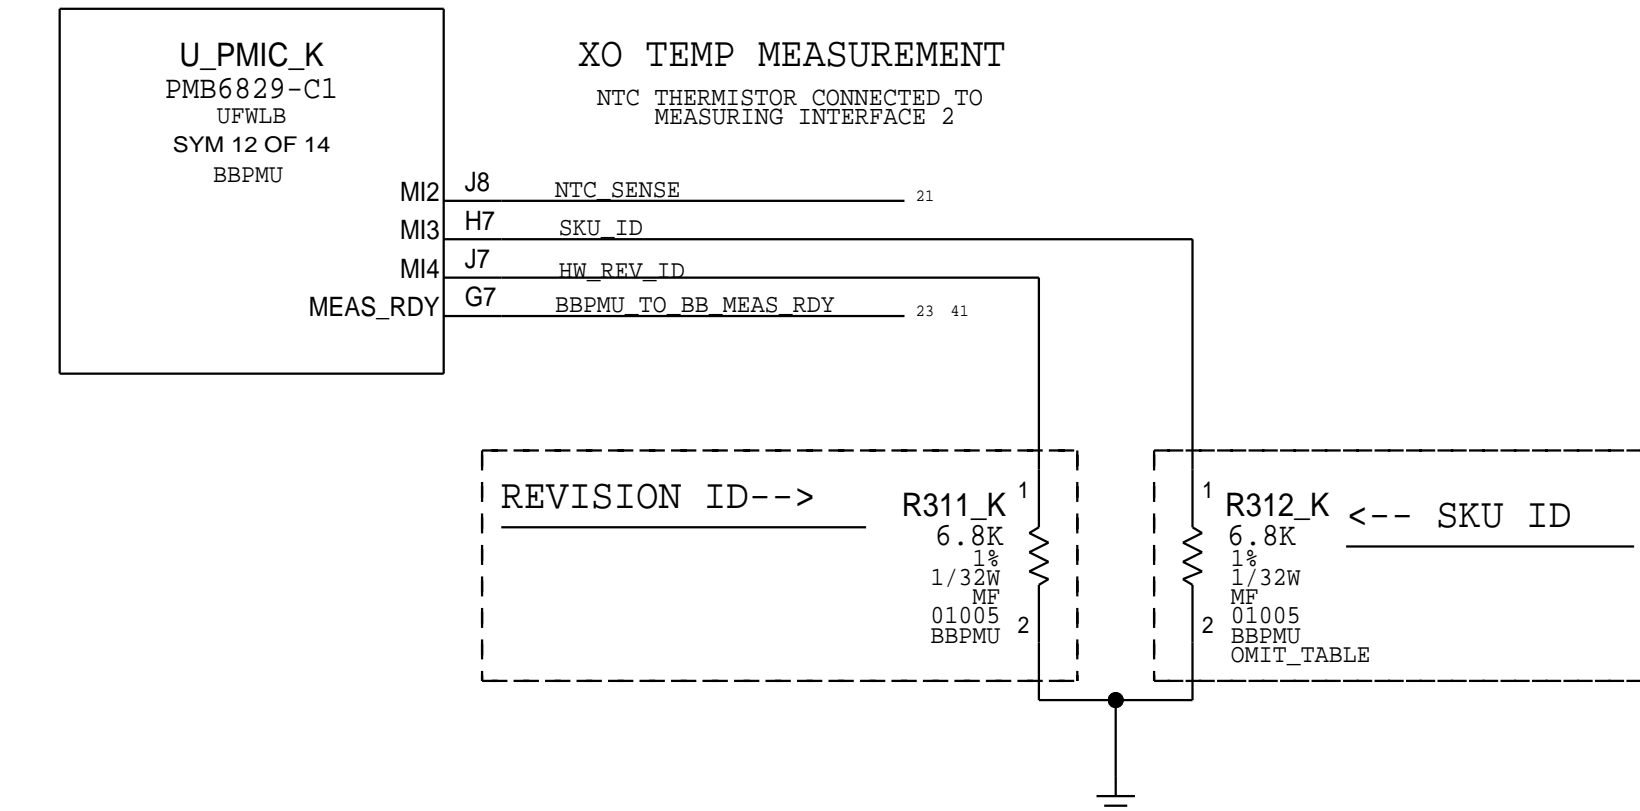 U_PMIC_K
PMB6829-C1
UFWLB
SYM 12 OF 14
BBPMU
XO TEMP MEASUREMENT
NTC THERMISTOR CONNECTED TO
MEASURING INTERFACE 2
MI2 J8 NTC_SENSE 21
MI3 H7 SKU_ID
MI4 J7 HW_REV_ID
MEAS_RDY G7 BBPMU_TO_BB_MEAS_RDY 23 41
REVISION ID-->
R311_K 1
6.8K
1%
1/32W
MF
01005
BBPMU
2
1 R312_K
6.8K
1%
1/32W
MF
01005
BBPMU
OMIT_TABLE
2
<-- SKU ID